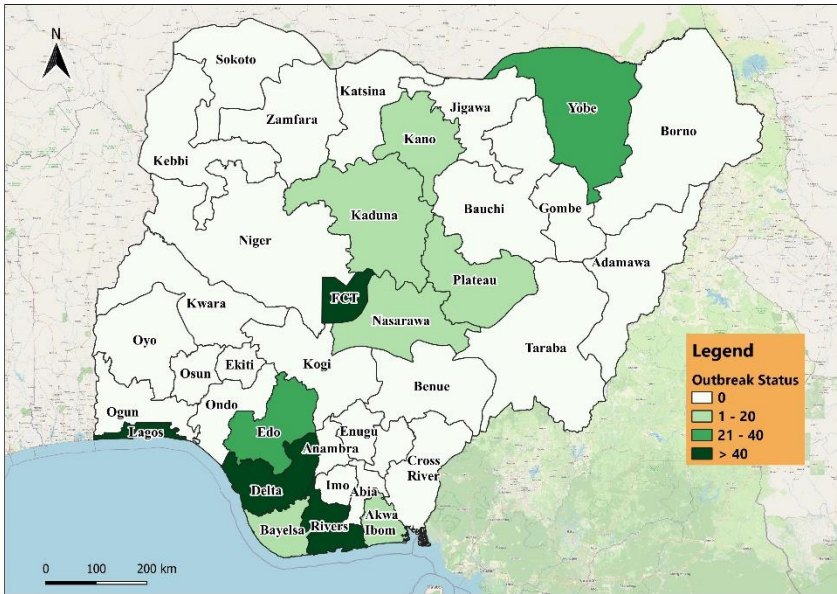 N
Sokoto
Katsina
Jigawa
Yobe
Zamfara
Kano
Borno
Kebbi
Kaduna
Bauchi
Gombe
Niger
Adamawa
Plateau
FCT
Kwara
Nasarawa
Oyo
Taraba
Ekiti
Kogi
Osun
Benue
Ogun
Ondo
Lagos
Edo
Enugu
Anambra
Cross
River
Delta
Imo
Abia
Bayelsa
Rivers
Akwa
Ibom
Legend
Outbreak Status
0
1 - 20
21 - 40
> 40
0 100 200 km